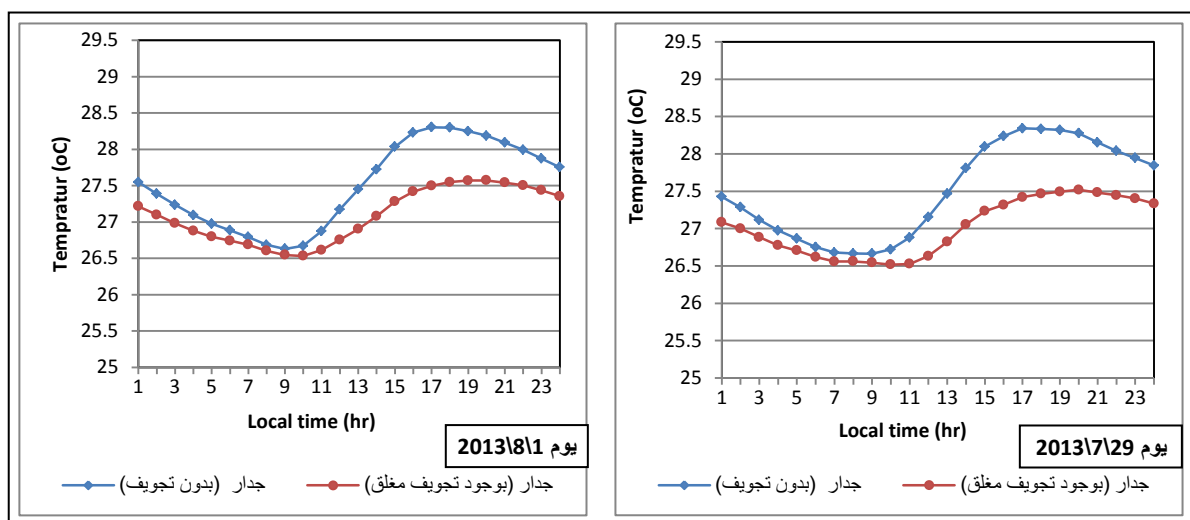 29.5
29
28.5
28
27.5
27
26.5
26
25.5
25
Tempratur (oC)
1 3 5 7 9 11 13 15 17 19 21 23
Local time (hr)
يوم 1\8\2013
جدار (بدون تجويف)
جدار (بوجود تجويف مغلق)
29.5
29
28.5
28
27.5
27
26.5
26
25.5
25
Tempratur (oC)
1 3 5 7 9 11 13 15 17 19 21 23
Local time (hr)
يوم 29\7\2013
جدار (بدون تجويف)
جدار (بوجود تجويف مغلق)